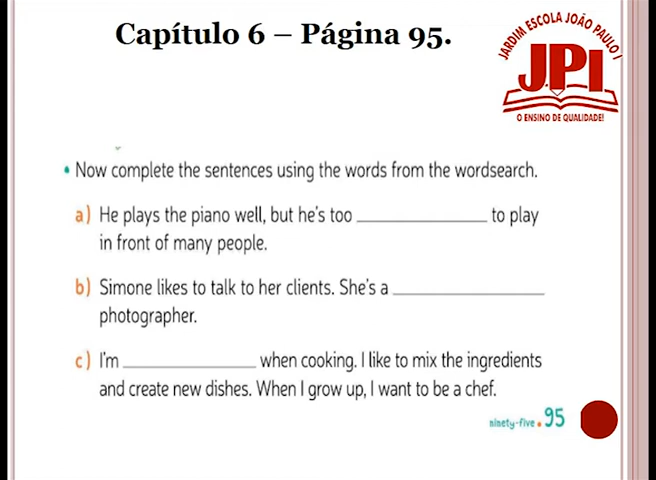 Capítulo 6 – Página 95.
JARDIM ESCOLA JOÃO PAULO I
JPI
O ENSINO DE QUALIDADE!
• Now complete the sentences using the words from the wordsearch.
a) He plays the piano well, but he's too ______________ to play
in front of many people.
b) Simone likes to talk to her clients. She's a ________________
photographer.
c) I'm ______________ when cooking. I like to mix the ingredients
and create new dishes. When I grow up, I want to be a chef.
ninety-five • 95